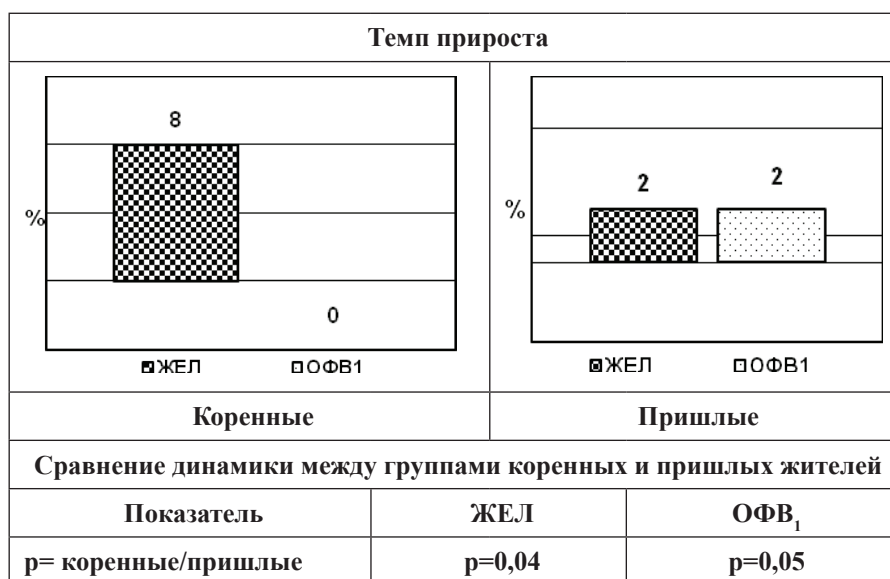 Темп прироста
8
%
0
ЖЕЛ ОФВ1
2 2
%
ЖЕЛ ОФВ1
Коренные Пришлые
Сравнение динамики между группами коренных и пришлых жителей
Показатель ЖЕЛ ОФВ₁
р= коренные/пришлые р=0,04 р=0,05